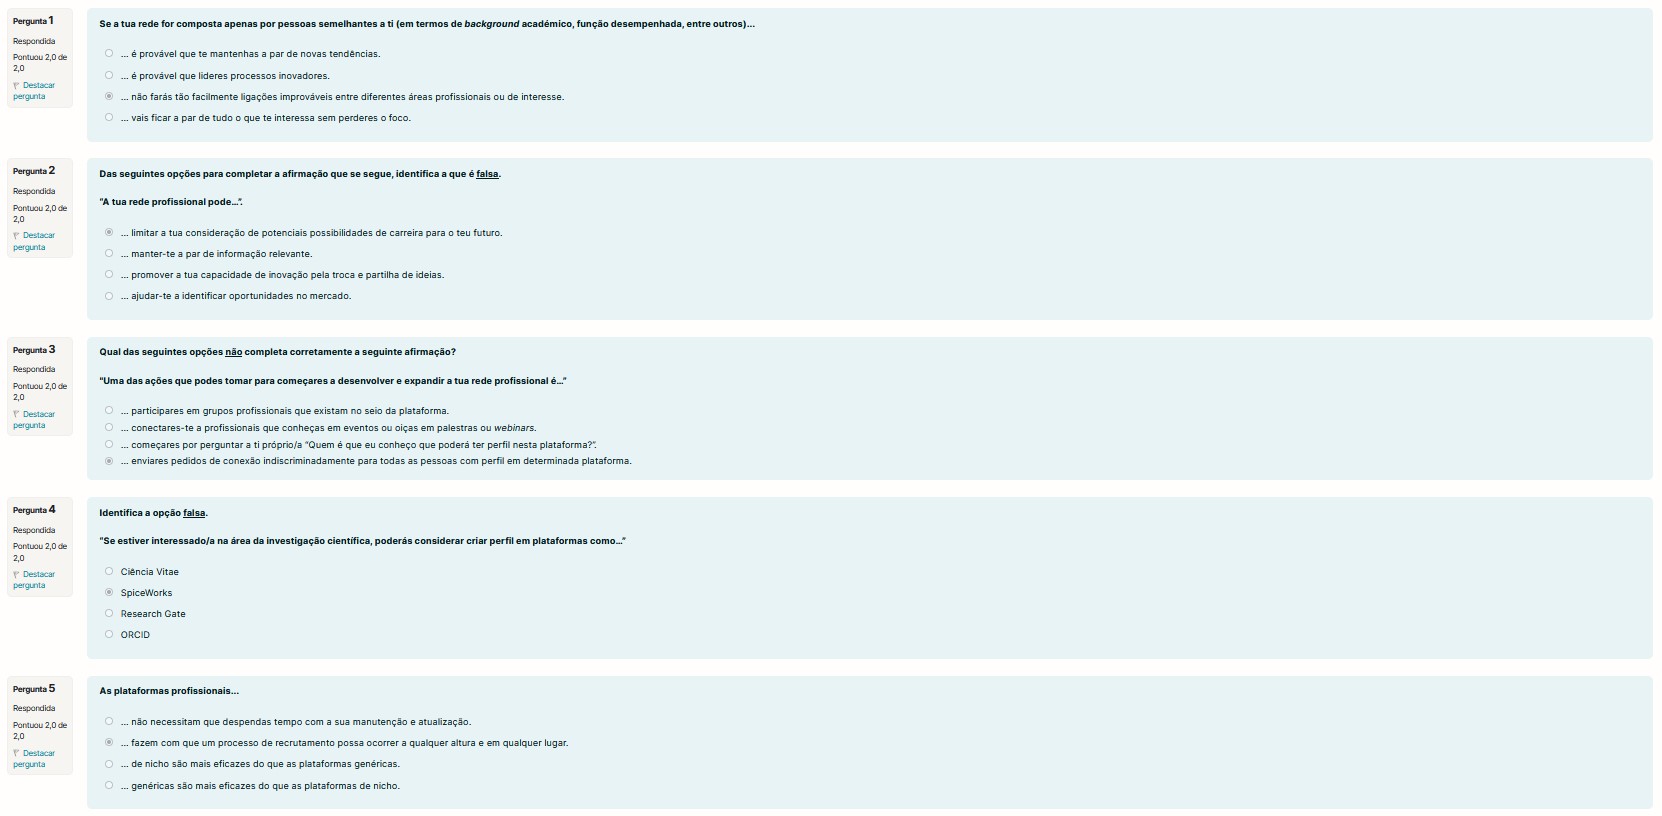 Pergunta 1
Respondida
Pontuou 2,0 de
2,0
Destacar
pergunta
Se a tua rede for composta apenas por pessoas semelhantes a ti (em termos de background académico, função desempenhada, entre outros)...
... é provável que te mantenhas a par de novas tendências.
... é provável que lideres processos inovadores.
... não farás tão facilmente ligações improváveis entre diferentes áreas profissionais ou de interesse.
... vais ficar a par de tudo o que te interessa sem perderes o foco.
Pergunta 2
Respondida
Pontuou 2,0 de
2,0
Destacar
pergunta
Das seguintes opções para completar a afirmação que se segue, identifica a que é falsa.
"A tua rede profissional pode...".
... limitar a tua consideração de potenciais possibilidades de carreira para o teu futuro.
... manter-te a par de informação relevante.
... promover a tua capacidade de inovação pela troca e partilha de ideias.
... ajudar-te a identificar oportunidades no mercado.
Pergunta 3
Respondida
Pontuou 2,0 de
2,0
Destacar
pergunta
Qual das seguintes opções não completa corretamente a seguinte afirmação?
"Uma das ações que podes tomar para começares a desenvolver e expandir a tua rede profissional é..."
... participares em grupos profissionais que existam no seio da plataforma.
... conectares-te a profissionais que conheças em eventos ou oiças em palestras ou webinars.
... começares por perguntar a ti próprio/a "Quem é que eu conheço que poderá ter perfil nesta plataforma?".
... enviares pedidos de conexão indiscriminadamente para todas as pessoas com perfil em determinada plataforma.
Pergunta 4
Respondida
Pontuou 2,0 de
2,0
Destacar
pergunta
Identifica a opção falsa.
"Se estiver interessado/a na área da investigação científica, poderás considerar criar perfil em plataformas como..."
Ciência Vitae
SpiceWorks
Research Gate
ORCID
Pergunta 5
Respondida
Pontuou 2,0 de
2,0
Destacar
pergunta
As plataformas profissionais...
... não necessitam que despendas tempo com a sua manutenção e atualização.
... fazem com que um processo de recrutamento possa ocorrer a qualquer altura e em qualquer lugar.
... de nicho são mais eficazes do que as plataformas genéricas.
... genéricas são mais eficazes do que as plataformas de nicho.